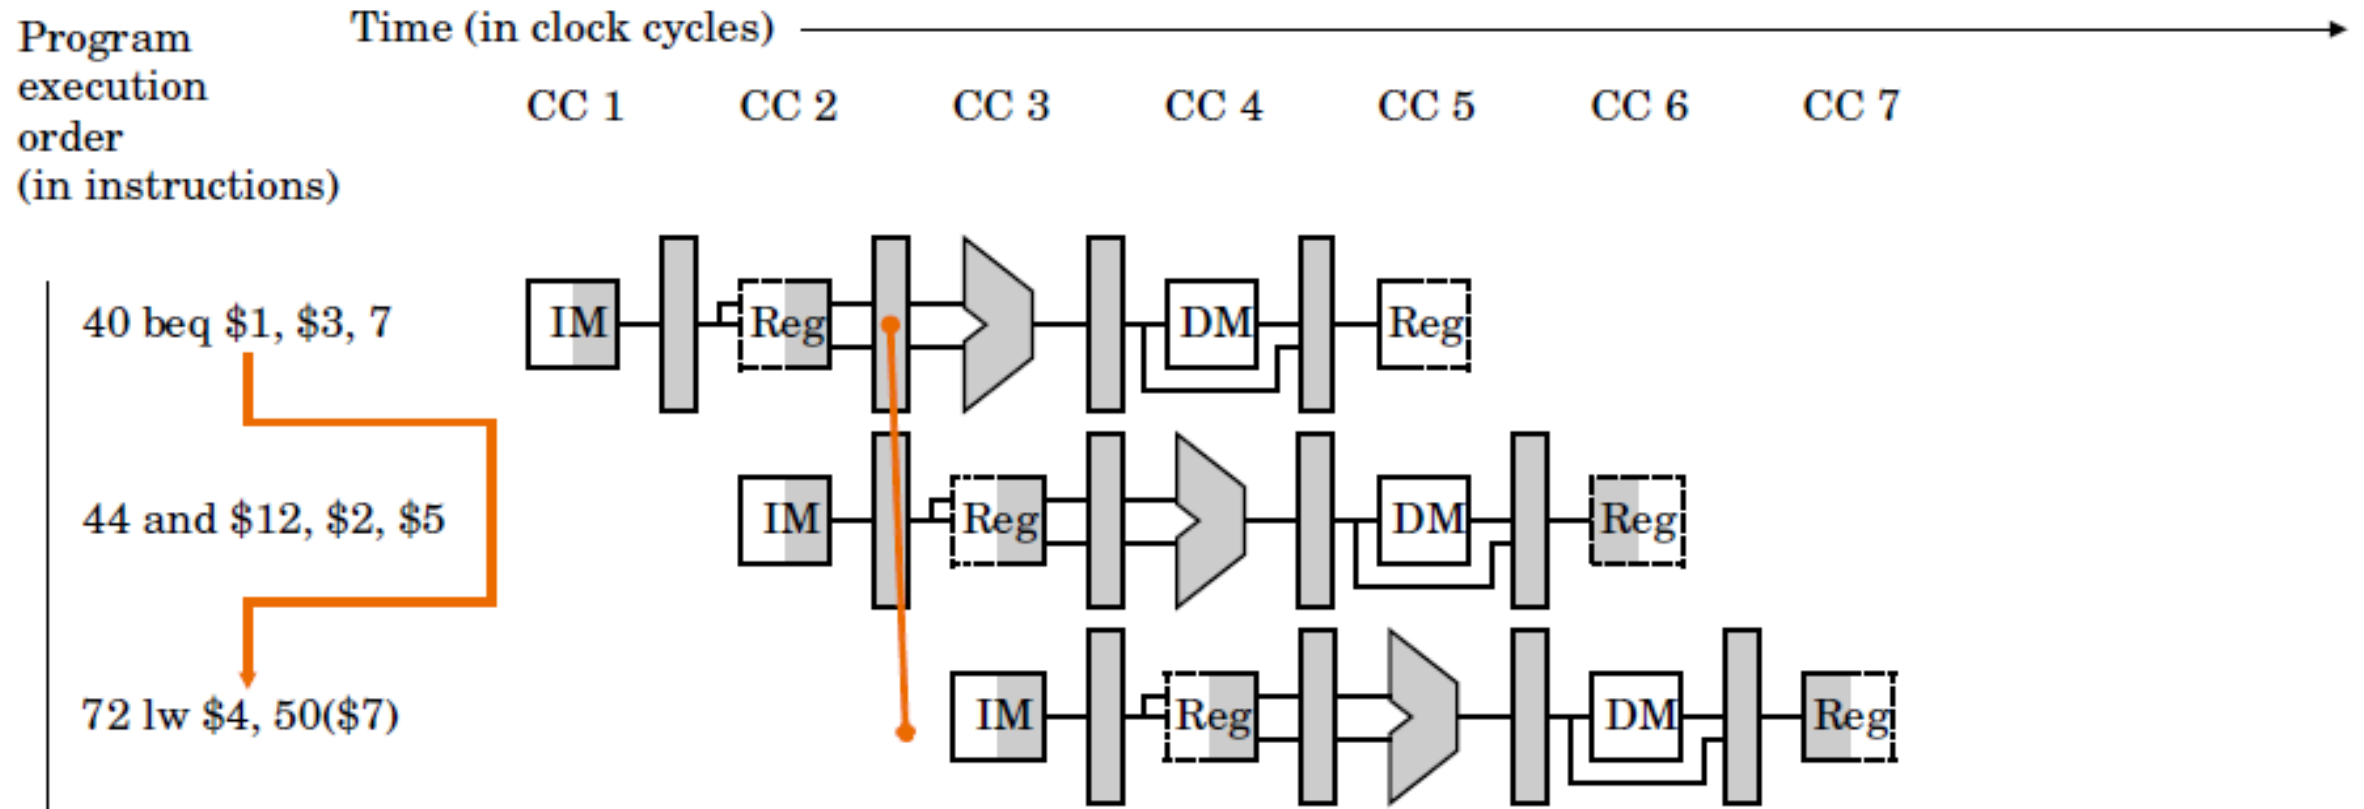 Time (in clock cycles)
Program
execution
order
(in instructions)
CC 1 CC 2 CC 3 CC 4 CC 5 CC 6 CC 7
40 beq $1, $3, 7 IM Reg DM Reg
44 and $12, $2, $5 IM Reg DM Reg
72 lw $4, 50($7) IM Reg DM Reg